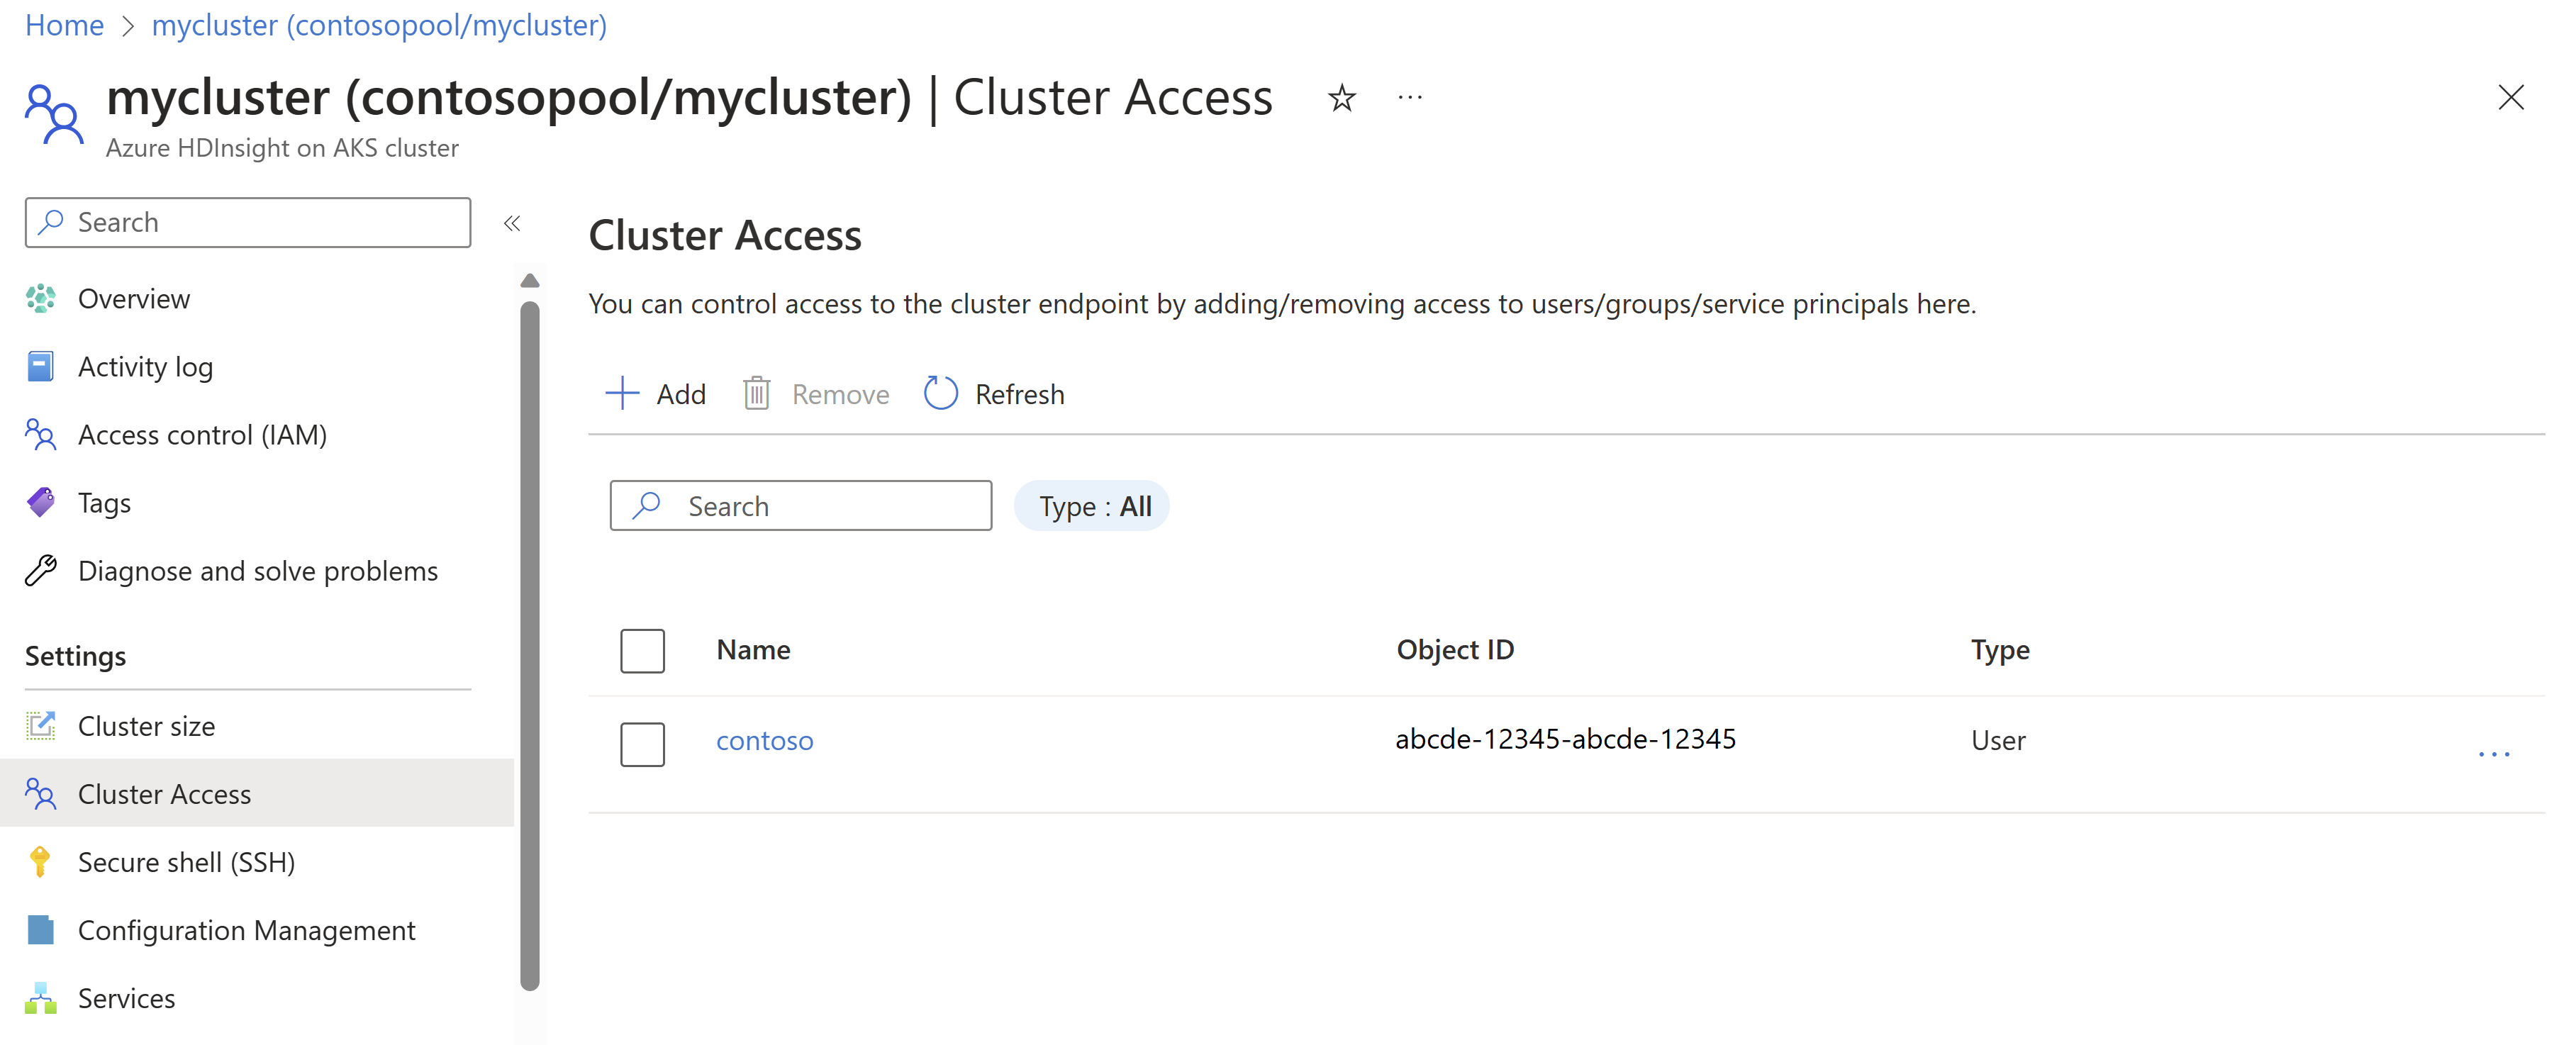 Home > mycluster (contosopool/mycluster)
mycluster (contosopool/mycluster) | Cluster Access
Azure HDInsight on AKS cluster
Search
Overview
Activity log
Access control (IAM)
Tags
Diagnose and solve problems
Settings
Cluster size
Cluster Access
Secure shell (SSH)
Configuration Management
Services
Cluster Access
You can control access to the cluster endpoint by adding/removing access to users/groups/service principals here.
Add Remove Refresh
Search Type : All
Name Object ID Type
contoso abcde-12345-abcde-12345 User